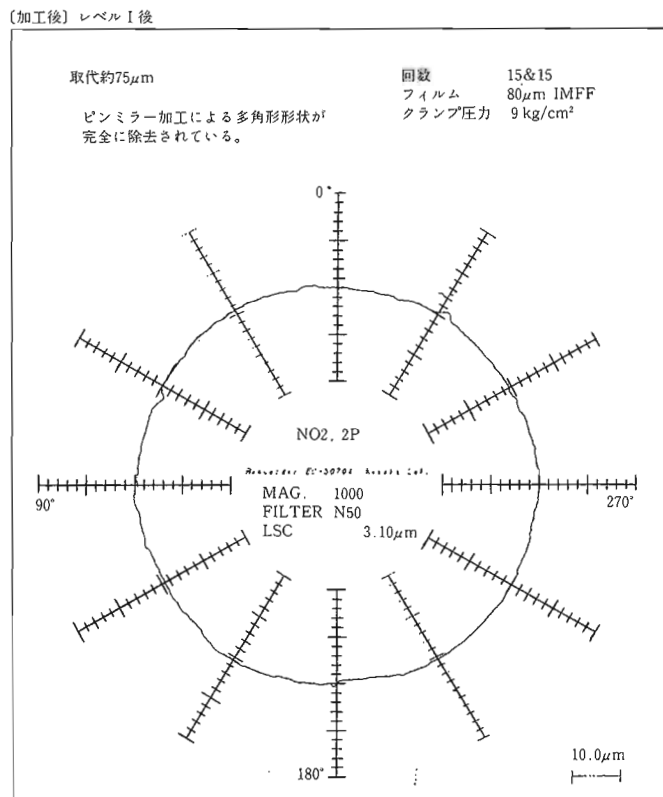 〔加工後〕レベルⅠ後
取代約75μm
ピンミラー加工による多角形形状が
完全に除去されている。
回数 15&15
フィルム 80μm IMFF
クランプ圧力 9 kg/cm²
0°
NO2, 2P
90°
270°
MAG. 1000
FILTER N50
LSC 3.10μm
180°
10.0μm